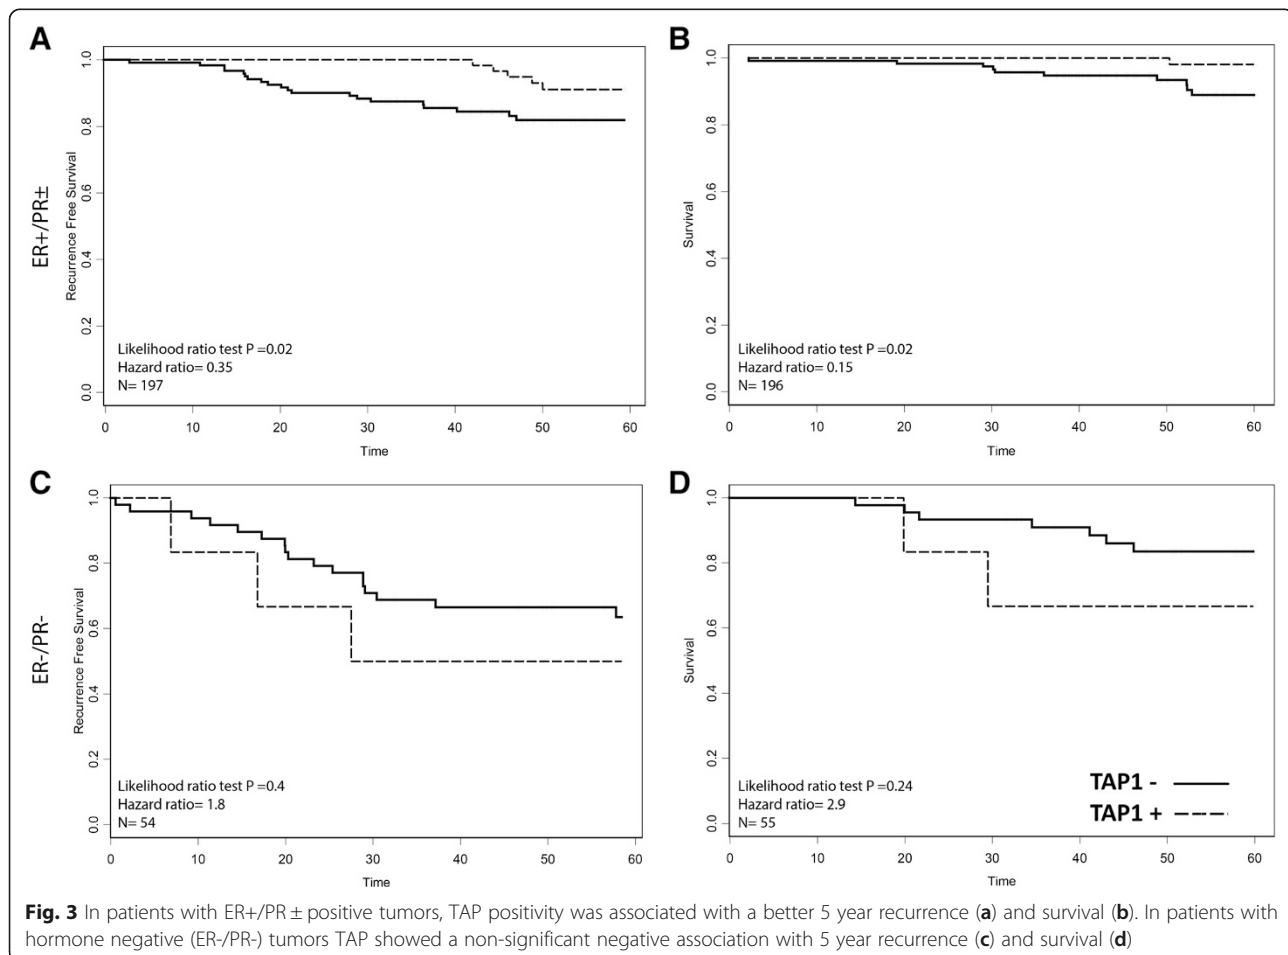 A
ER+/PR±
Recurrence Free Survival
1.0
0.8
0.6
0.4
0.2
0.0
Likelihood ratio test P =0.02
Hazard ratio= 0.35
N= 197
0 10 20 30 40 50 60
Time
B
Survival
1.0
0.8
0.6
0.4
0.2
0.0
Likelihood ratio test P =0.02
Hazard ratio= 0.15
N= 196
0 10 20 30 40 50 60
Time
C
ER-/PR-
Recurrence Free Survival
1.0
0.8
0.6
0.4
0.2
0.0
Likelihood ratio test P =0.4
Hazard ratio= 1.8
N= 54
0 10 20 30 40 50 60
Time
D
Survival
1.0
0.8
0.6
0.4
0.2
0.0
Likelihood ratio test P =0.24
Hazard ratio= 2.9
N= 55
TAP1 -
TAP1 +
0 10 20 30 40 50 60
Time
Fig. 3 In patients with ER+/PR ± positive tumors, TAP positivity was associated with a better 5 year recurrence (a) and survival (b). In patients with
hormone negative (ER-/PR-) tumors TAP showed a non-significant negative association with 5 year recurrence (c) and survival (d)